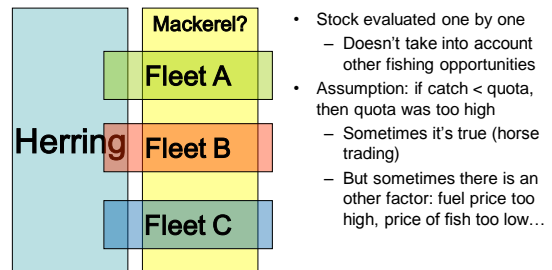 Herring
Mackerel?
Fleet A
Fleet B
Fleet C
• Stock evaluated one by one
– Doesn’t take into account
other fishing opportunities
• Assumption: if catch < quota,
then quota was too high
– Sometimes it’s true (horse
trading)
– But sometimes there is an
other factor: fuel price too
high, price of fish too low…